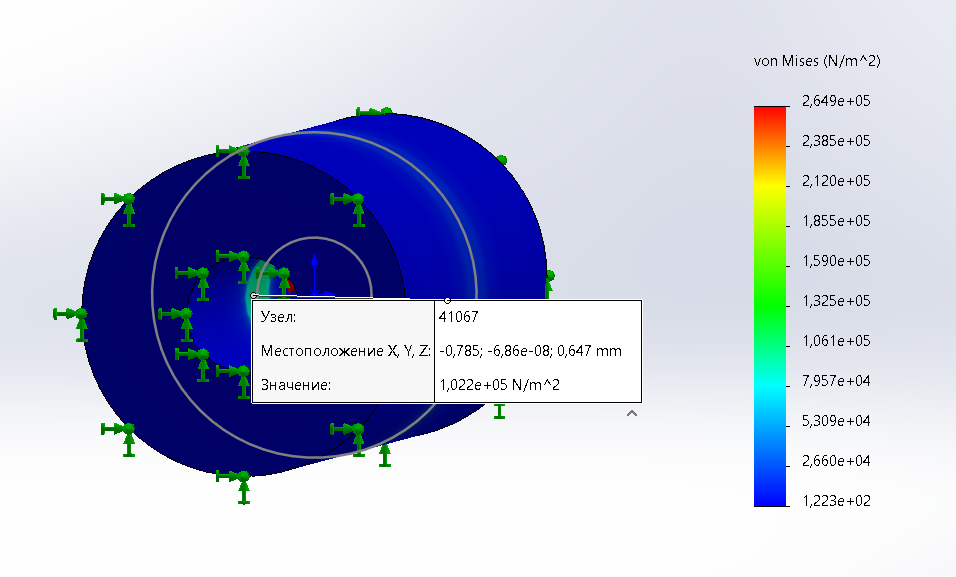 von Mises (N/m^2)
2,649e+05
2,385e+05
2,120e+05
1,855e+05
1,590e+05
1,325e+05
1,061e+05
7,957e+04
5,309e+04
2,660e+04
1,223e+02
Узел: 41067
Местоположение X, Y, Z: -0,785; -6,86e-08; 0,647 mm
Значение: 1,022e+05 N/m^2